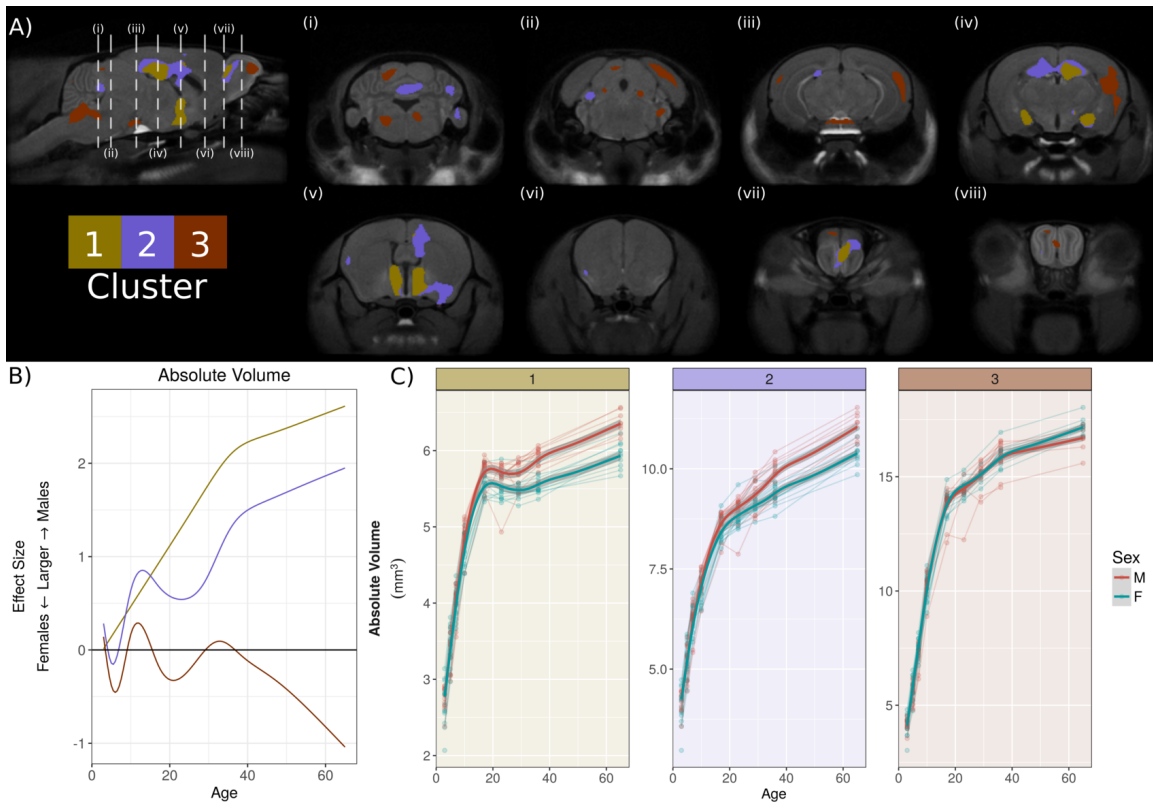 A)
(i)
(iii)
(v)
(vii)
(ii)
(iv)
(vi)
(viii)
(i)
(ii)
(iii)
(iv)
(v)
(vi)
(vii)
(viii)
1 2 3
Cluster
B)
Absolute Volume
Effect Size
Females ← Larger → Males
2
1
0
-1
0 20 40 60
Age
C)
Absolute Volume
(mm³)
1
6
5
4
3
2
0 20 40 60
2
10.0
7.5
5.0
0 20 40 60
Age
3
15
10
5
0 20 40 60
Sex
M
F